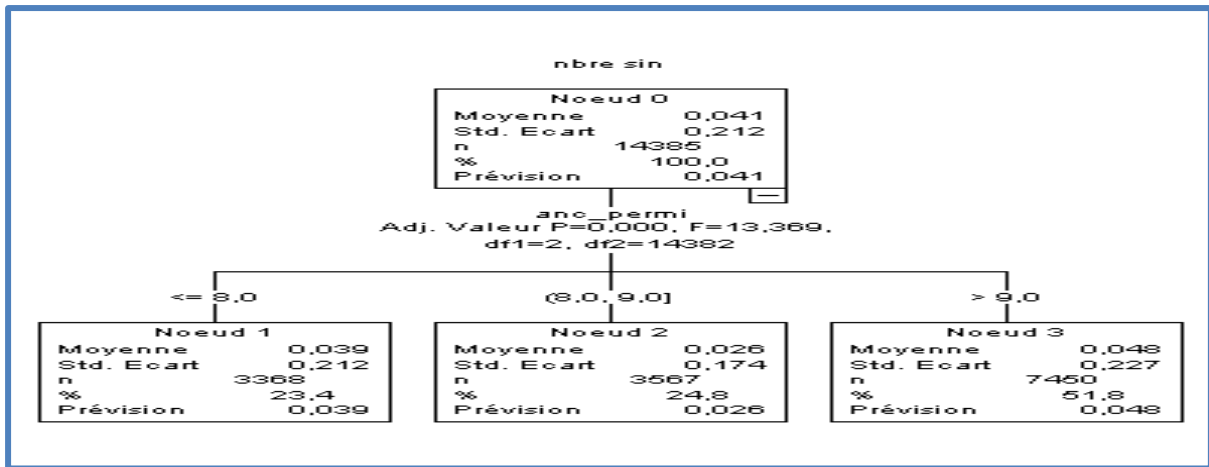 nbre sin
Noeud 0
Moyenne 0,041
Std. Ecart 0,212
n 14385
% 100,0
Prévision 0,041
anc_permi
Adj. Valeur P=0,000, F=13,369,
df1=2, df2=14382
<= 8,0
Noeud 1
Moyenne 0,039
Std. Ecart 0,212
n 3368
% 23,4
Prévision 0,039
(8,0, 9,0]
Noeud 2
Moyenne 0,026
Std. Ecart 0,174
n 3567
% 24,8
Prévision 0,026
> 9,0
Noeud 3
Moyenne 0,048
Std. Ecart 0,227
n 7450
% 51,8
Prévision 0,048